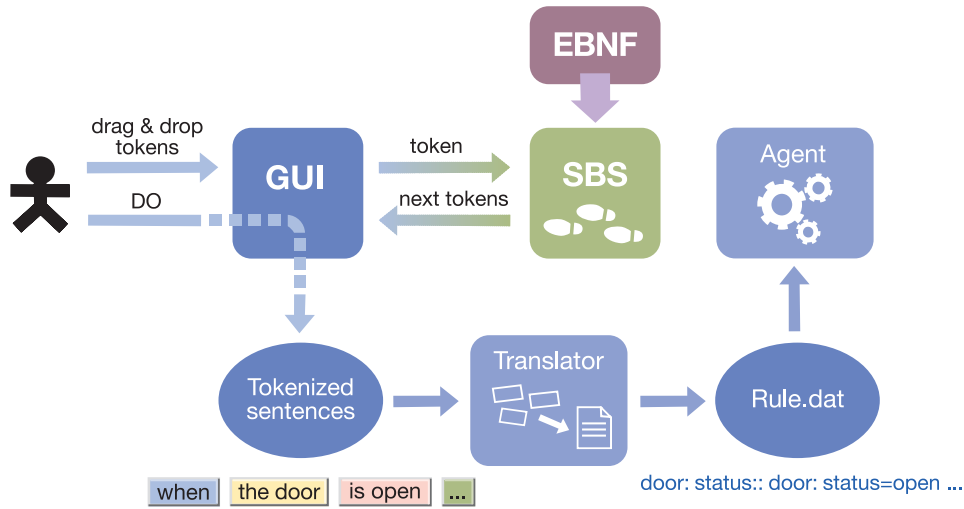 EBNF
drag & drop
tokens
DO
GUI
token
next tokens
SBS
Agent
Tokenized
sentences
Translator
Rule.dat
when
the door
is open
...
door: status:: door: status=open ...